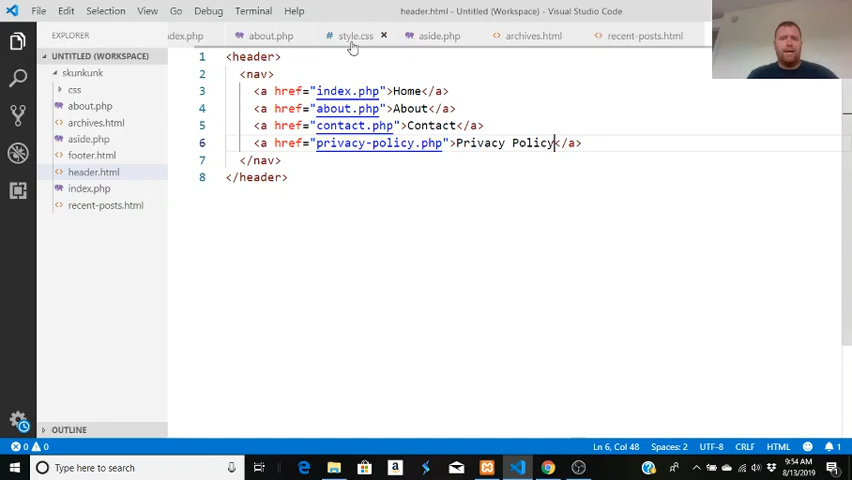 File Edit Selection View Go Debug Terminal Help header.html - Untitled (Workspace) - Visual Studio Code
EXPLORER
dex.php about.php # style.css × aside.php <> archives.html <> recent-posts.html
UNTITLED (WORKSPACE)
skunkunk
css
about.php
archives.html
aside.php
footer.html
header.html
index.php
recent-posts.html
OUTLINE
1 <header>
2 <nav>
3 <a href="index.php">Home</a>
4 <a href="about.php">About</a>
5 <a href="contact.php">Contact</a>
6 <a href="privacy-policy.php">Privacy Policy</a>
7 </nav>
8 </header>
0 0 Ln 6, Col 48 Spaces: 2 UTF-8 CRLF HTML 1
Type here to search
9:54 AM
8/13/2019